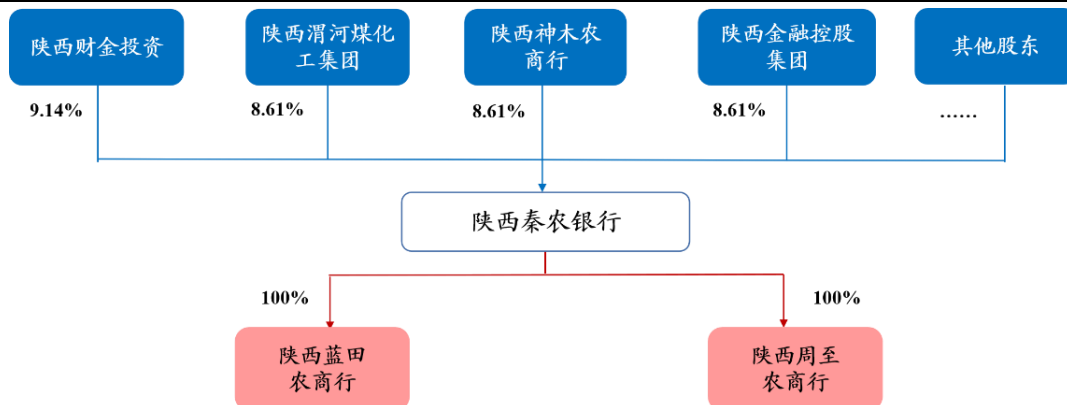 陕西财金投资
陕西渭河煤化
工集团
陕西神木农
商行
陕西金融控股
集团
其他股东
9.14%
8.61%
8.61%
8.61%
……
陕西秦农银行
100%
100%
陕西蓝田
农商行
陕西周至
农商行